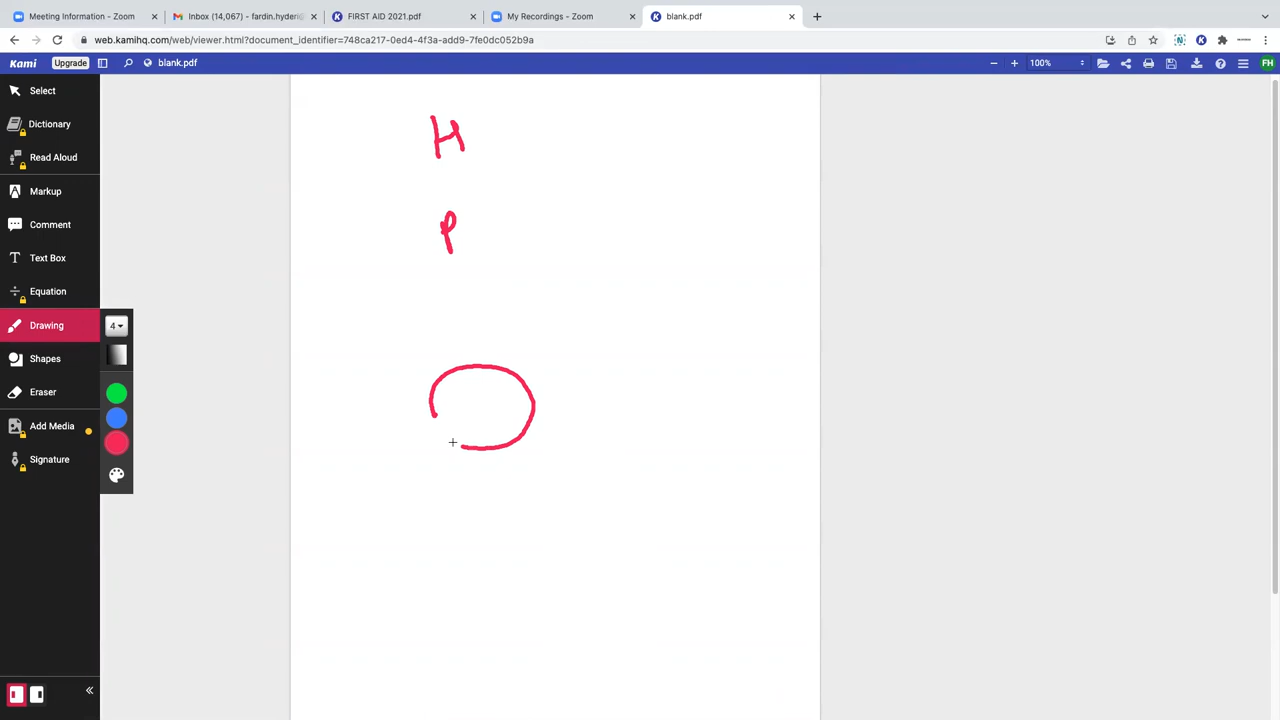 Meeting Information - Zoom
Inbox (14,067) - fardin.hyder@
FIRST AID 2021.pdf
My Recordings - Zoom
blank.pdf
web.kamihq.com/web/viewer.html?document_identifier=748ca217-0ed4-4f3a-add9-7fe0dc052b9a
Kami Upgrade blank.pdf 100% FH
Select
Dictionary
Read Aloud
Markup
Comment
Text Box
Equation
Drawing
4
Shapes
Eraser
Add Media
Signature
H
P